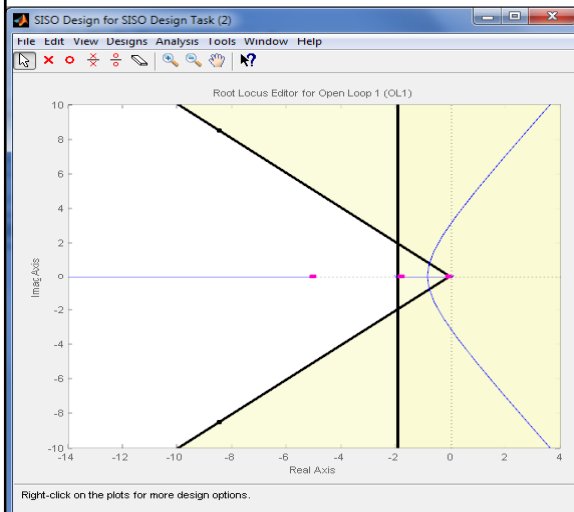 SISO Design for SISO Design Task (2)
File Edit View Designs Analysis Tools Window Help
Root Locus Editor for Open Loop 1 (OL1)
10
8
6
4
2
0
-2
-4
-6
-8
-10
Imag Axis
-14 -12 -10 -8 -6 -4 -2 0 2 4
Real Axis
Right-click on the plots for more design options.